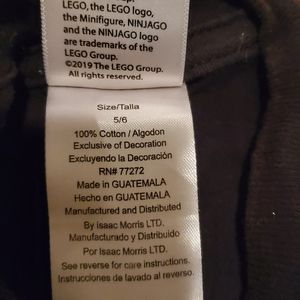 LEGO, the LEGO logo,
the Minifigure, NINJAGO
and the NINJAGO logo
are trademarks of the
LEGO Group.
©2019 The LEGO Group.
All rights reserved.
Size/Talla
5/6
100% Cotton / Algodon
Exclusive of Decoration
Excluyendo la Decoración
RN# 77272
Made in GUATEMALA
Hecho en GUATEMALA
Manufactured and Distributed
By Isaac Morris LTD.
Manufacturado y Distribuido
Por Isaac Morris LTD.
See reverse for care instructions.
Instrucciones de lavado al reverso.